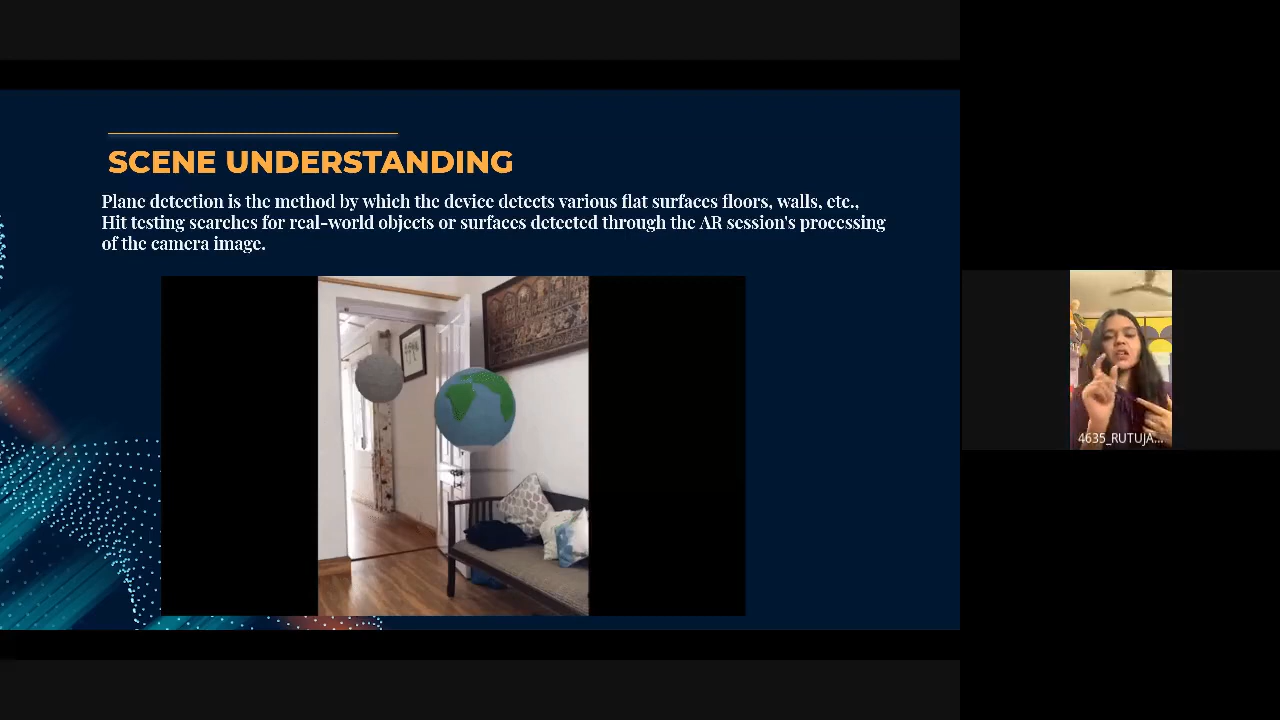 SCENE UNDERSTANDING
Plane detection is the method by which the device detects various flat surfaces floors, walls, etc.,
Hit testing searches for real-world objects or surfaces detected through the AR session's processing
of the camera image.
4635_RUTUJA...